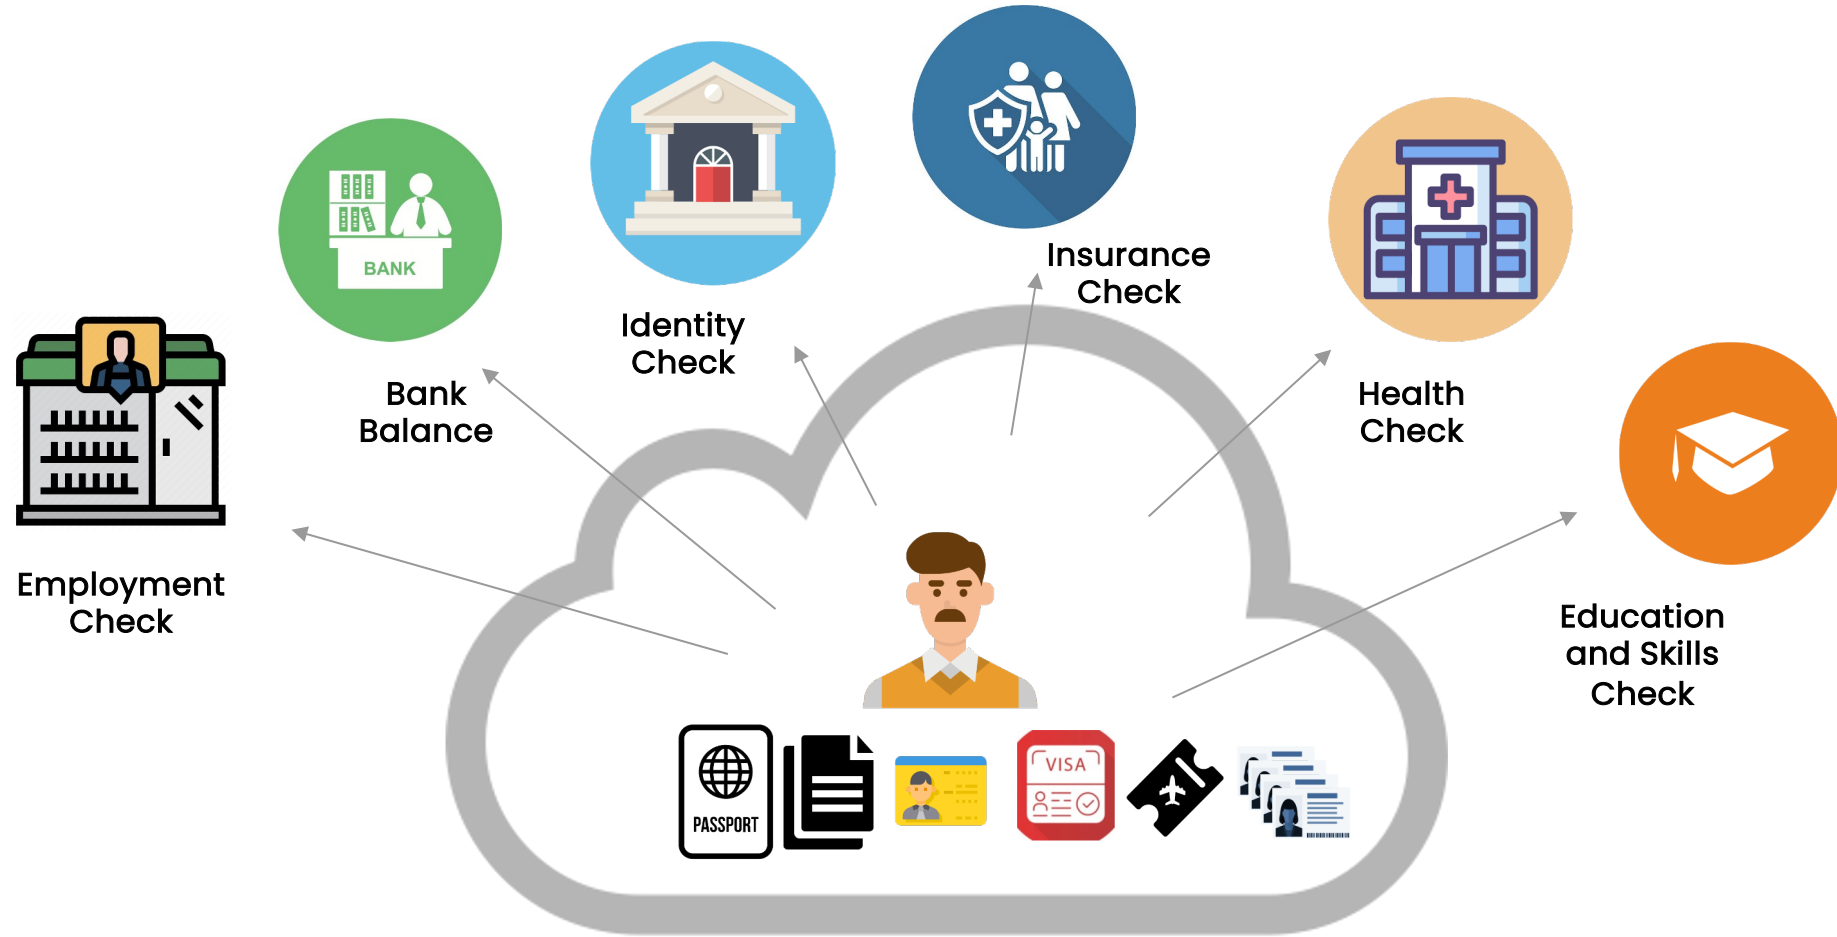 BANK
Insurance
Check
Identity
Check
Bank
Balance
Health
Check
Employment
Check
Education
and Skills
Check
PASSPORT
VISA